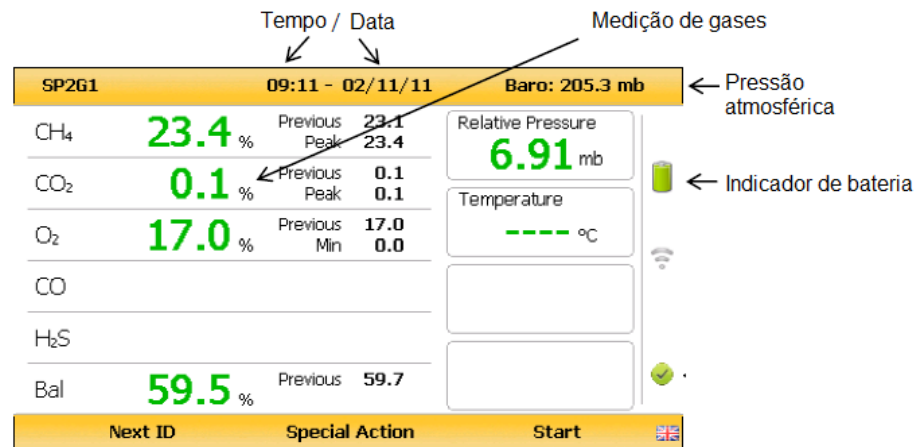 Tempo / Data
Medição de gases
SP2G1 09:11 - 02/11/11 Baro: 205.3 mb
Pressão
atmosférica
CH₄ 23.4 % Previous 23.1
Peak 23.4
Relative Pressure
6.91 mb
CO₂ 0.1 % Previous 0.1
Peak 0.1
Indicador de bateria
Temperature
---- ºC
O₂ 17.0 % Previous 17.0
Min 0.0
CO
H₂S
Bal 59.5 % Previous 59.7
Next ID Special Action Start